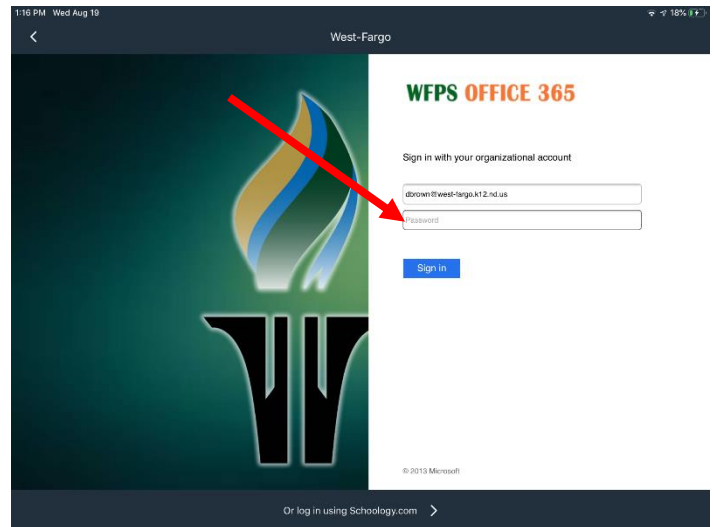 1:16 PM Wed Aug 19
18%
West-Fargo
WFPS OFFICE 365
Sign in with your organizational account
dbrown@west-fargo.k12.nd.us
Password
Sign in
© 2013 Microsoft
Or log in using Schoology.com